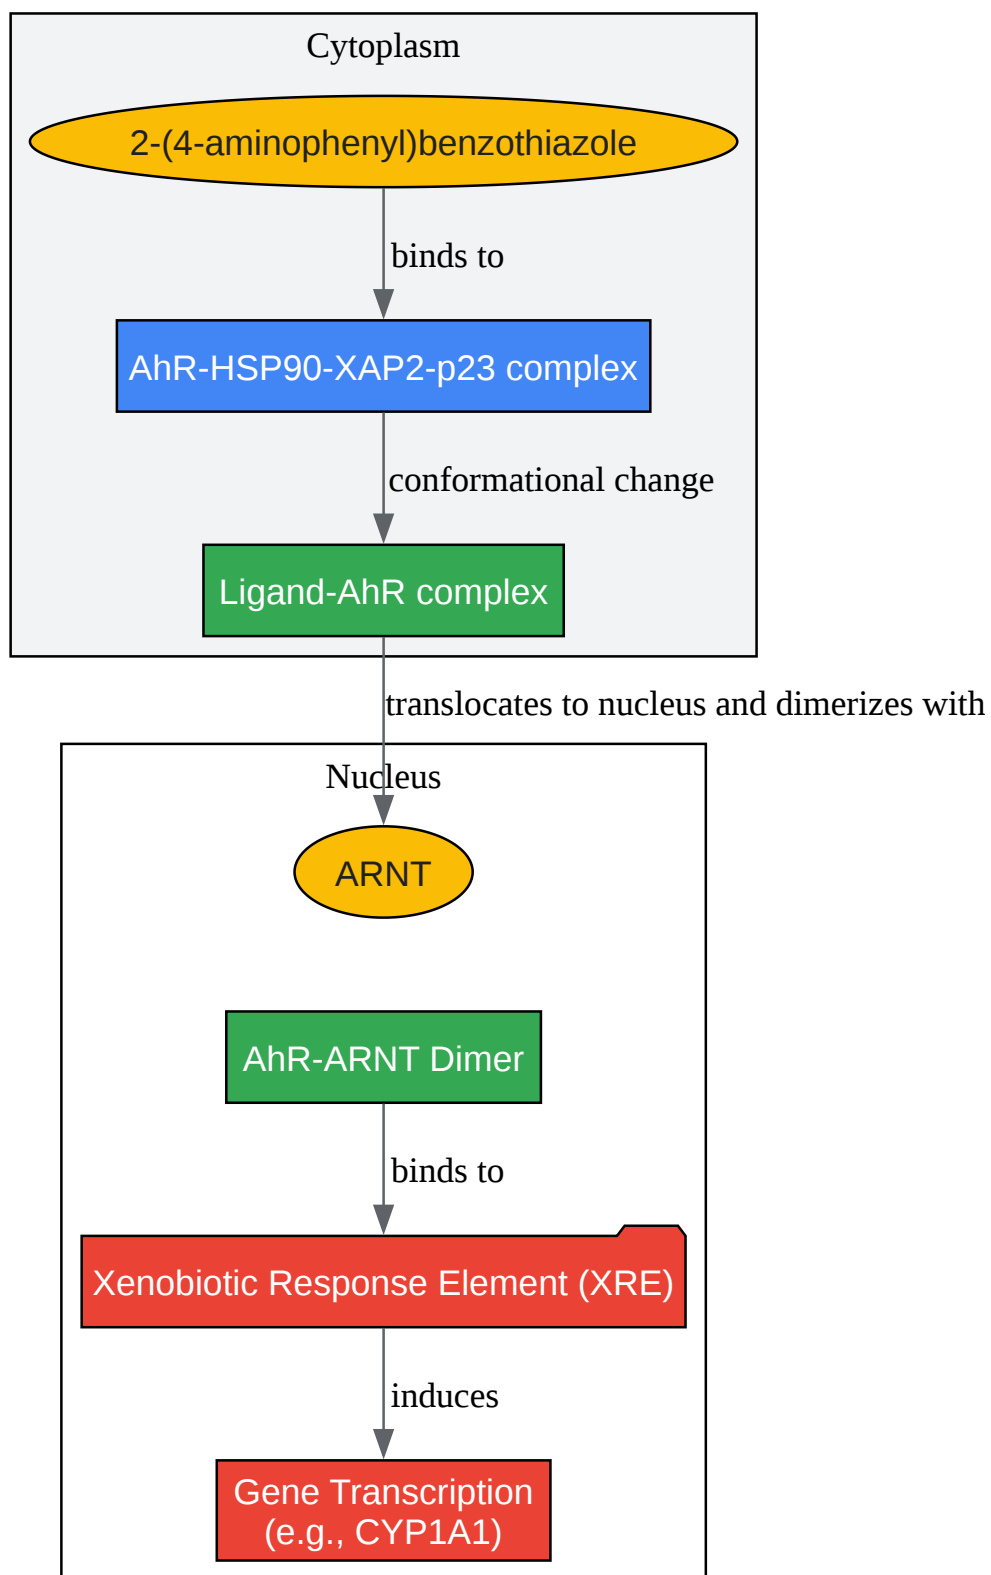 Cytoplasm
2-(4-aminophenyl)benzothiazole
binds to
AhR-HSP90-XAP2-p23 complex
conformational change
Ligand-AhR complex
translocates to nucleus and dimerizes with
Nucleus
ARNT
AhR-ARNT Dimer
binds to
Xenobiotic Response Element (XRE)
induces
Gene Transcription
(e.g., CYP1A1)